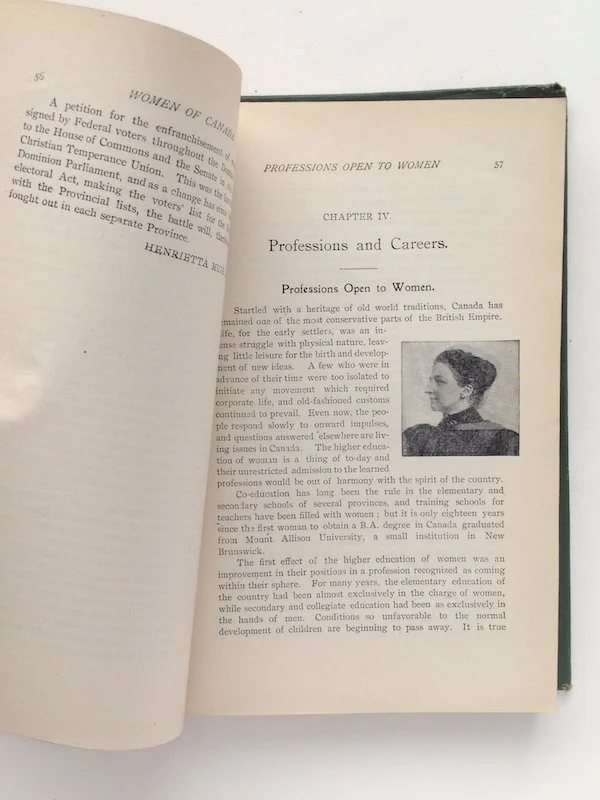 56
WOMEN OF CANADA
A petition for the enfranchisement of
signed by Federal voters throughout the
to the House of Commons and the Senate in
Christian Temperance Union. This was the
Dominion Parliament, and as a change has since
electoral Act, making the voters' list for the
with the Provincial lists, the battle will,
fought out in each separate Province.
HENRIETTA
PROFESSIONS OPEN TO WOMEN 57
CHAPTER IV.
Professions and Careers.
Professions Open to Women.
Startled with a heritage of old world traditions, Canada has
remained one of the most conservative parts of the British Empire.
Life, for the early settlers, was an in-
tense struggle with physical nature, leav-
ing little leisure for the birth and develop-
ment of new ideas. A few who were in
advance of their time were too isolated to
initiate any movement which required
corporate life, and old-fashioned customs
continued to prevail. Even now, the peo-
ple respond slowly to onward impulses,
and questions answered elsewhere are liv-
ing issues in Canada. The higher educa-
tion of woman is a thing of to-day and
their unrestricted admission to the learned
professions would be out of harmony with the spirit of the country.
Co-education has long been the rule in the elementary and
secondary schools of several provinces, and training schools for
teachers have been filled with women; but it is only eighteen years
since the first woman to obtain a B.A. degree in Canada graduated
from Mount Allison University, a small institution in New
Brunswick.
The first effect of the higher education of women was an
improvement in their positions in a profession recognized as coming
within their sphere. For many years, the elementary education of
the country had been almost exclusively in the charge of women,
while secondary and collegiate education had been as exclusively in
the hands of men. Conditions so unfavorable to the normal
development of children are beginning to pass away. It is true